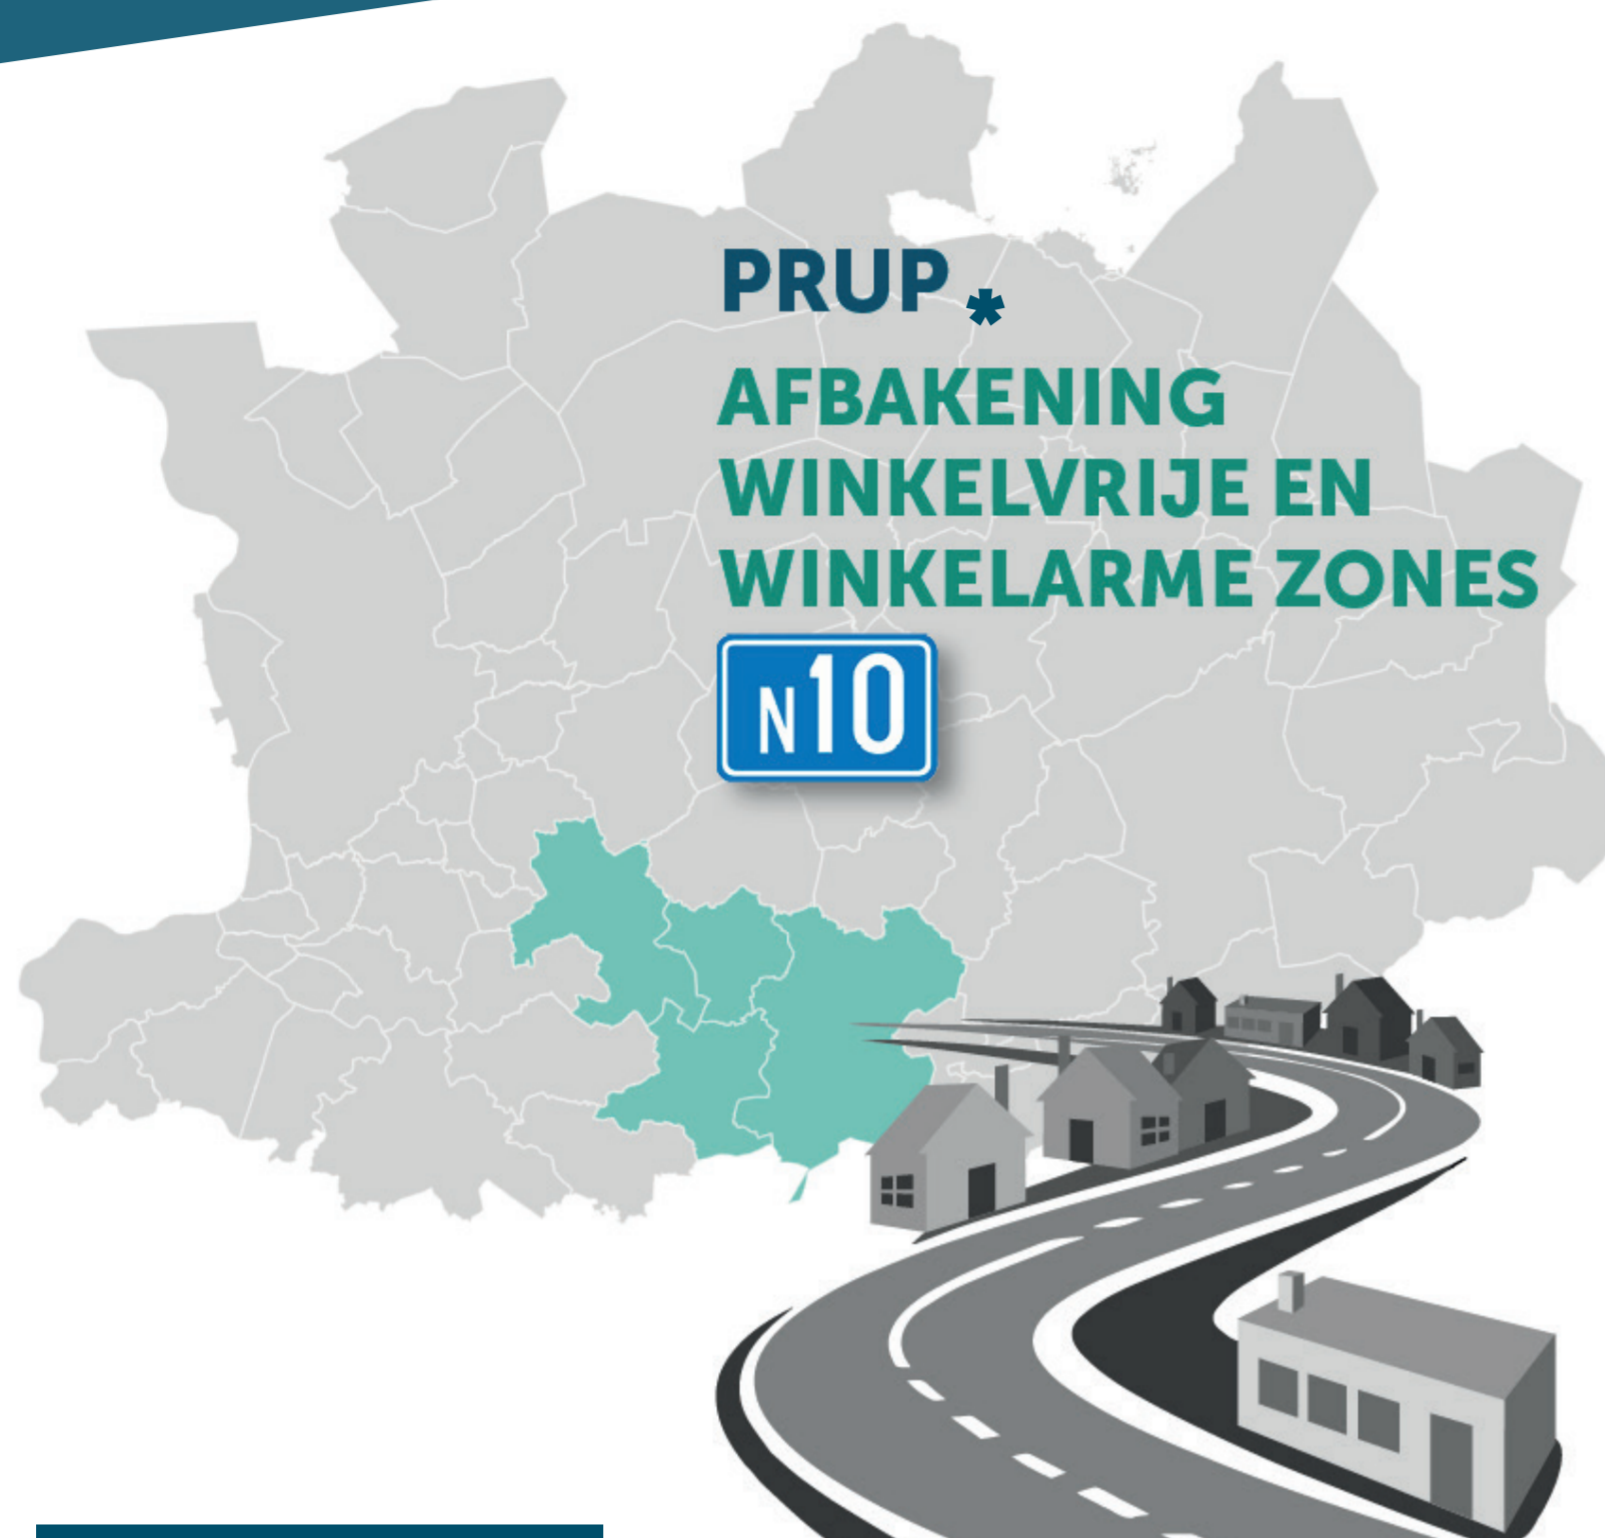 PRUP*
AFBAKENING
WINKELVRIJE EN
WINKELARME ZONES
N10